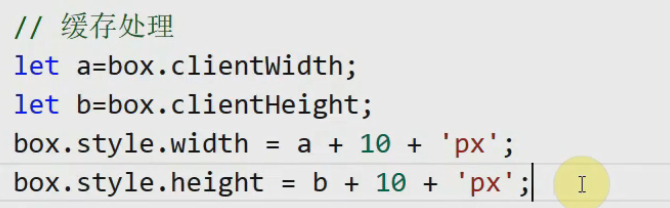 // 缓存处理
let a=box.clientWidth;
let b=box.clientHeight;
box.style.width = a + 10 + 'px';
box.style.height = b + 10 + 'px';